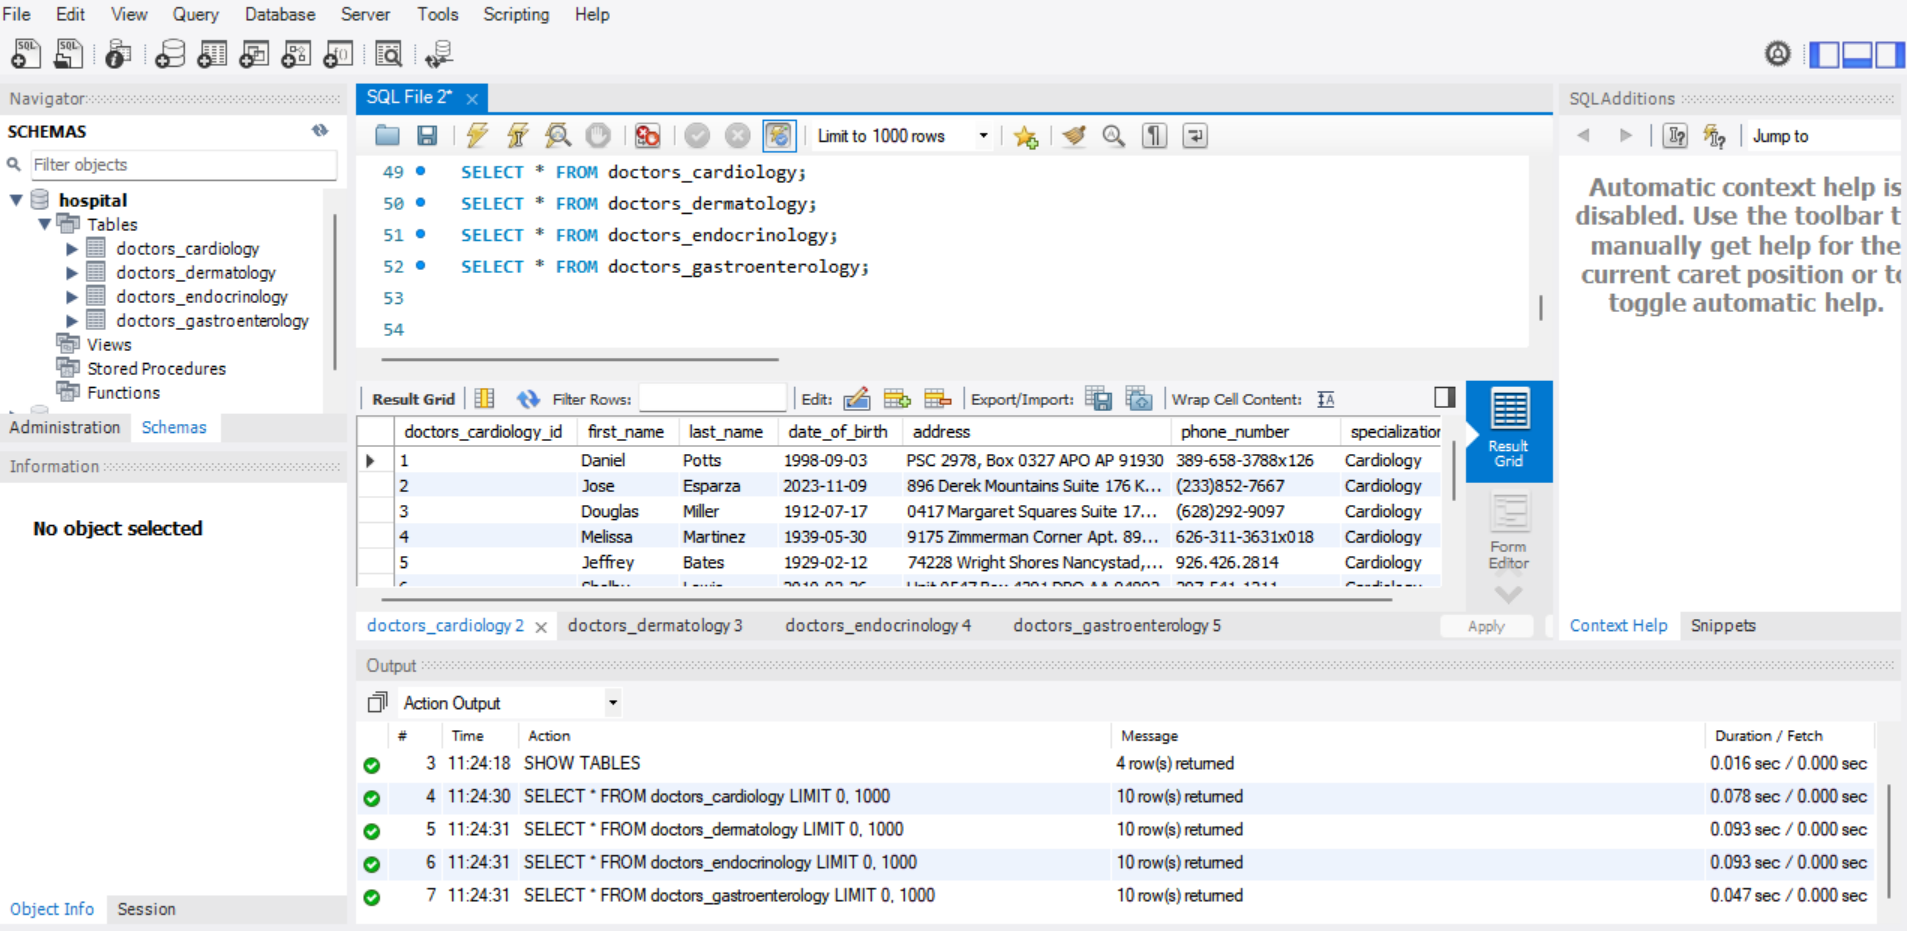 File Edit View Query Database Server Tools Scripting Help
Navigator
SCHEMAS
Filter objects
hospital
Tables
doctors_cardiology
doctors_dermatology
doctors_endocrinology
doctors_gastroenterology
Views
Stored Procedures
Functions
Administration Schemas
Information
No object selected
Object Info Session
SQL File 2*
Limit to 1000 rows
49 SELECT * FROM doctors_cardiology;
50 SELECT * FROM doctors_dermatology;
51 SELECT * FROM doctors_endocrinology;
52 SELECT * FROM doctors_gastroenterology;
53
54
Result Grid Filter Rows: Edit: Export/Import: Wrap Cell Content:
doctors_cardiology_id first_name last_name date_of_birth address phone_number specialization
1 Daniel Potts 1998-09-03 PSC 2978, Box 0327 APO AP 91930 389-658-3788x126 Cardiology
2 Jose Esparza 2023-11-09 896 Derek Mountains Suite 176 K... (233)852-7667 Cardiology
3 Douglas Miller 1912-07-17 0417 Margaret Squares Suite 17... (628)292-9097 Cardiology
4 Melissa Martinez 1939-05-30 9175 Zimmerman Corner Apt. 89... 626-311-3631x018 Cardiology
5 Jeffrey Bates 1929-02-12 74228 Wright Shores Nancystad,... 926.426.2814 Cardiology
Result
Grid
Form
Editor
doctors_cardiology 2 doctors_dermatology 3 doctors_endocrinology 4 doctors_gastroenterology 5 Apply
SQLAdditions
Jump to
Automatic context help is
disabled. Use the toolbar t
manually get help for the
current caret position or to
toggle automatic help.
Context Help Snippets
Output
Action Output
# Time Action Message Duration / Fetch
3 11:24:18 SHOW TABLES 4 row(s) returned 0.016 sec / 0.000 sec
4 11:24:30 SELECT * FROM doctors_cardiology LIMIT 0, 1000 10 row(s) returned 0.078 sec / 0.000 sec
5 11:24:31 SELECT * FROM doctors_dermatology LIMIT 0, 1000 10 row(s) returned 0.093 sec / 0.000 sec
6 11:24:31 SELECT * FROM doctors_endocrinology LIMIT 0, 1000 10 row(s) returned 0.093 sec / 0.000 sec
7 11:24:31 SELECT * FROM doctors_gastroenterology LIMIT 0, 1000 10 row(s) returned 0.047 sec / 0.000 sec